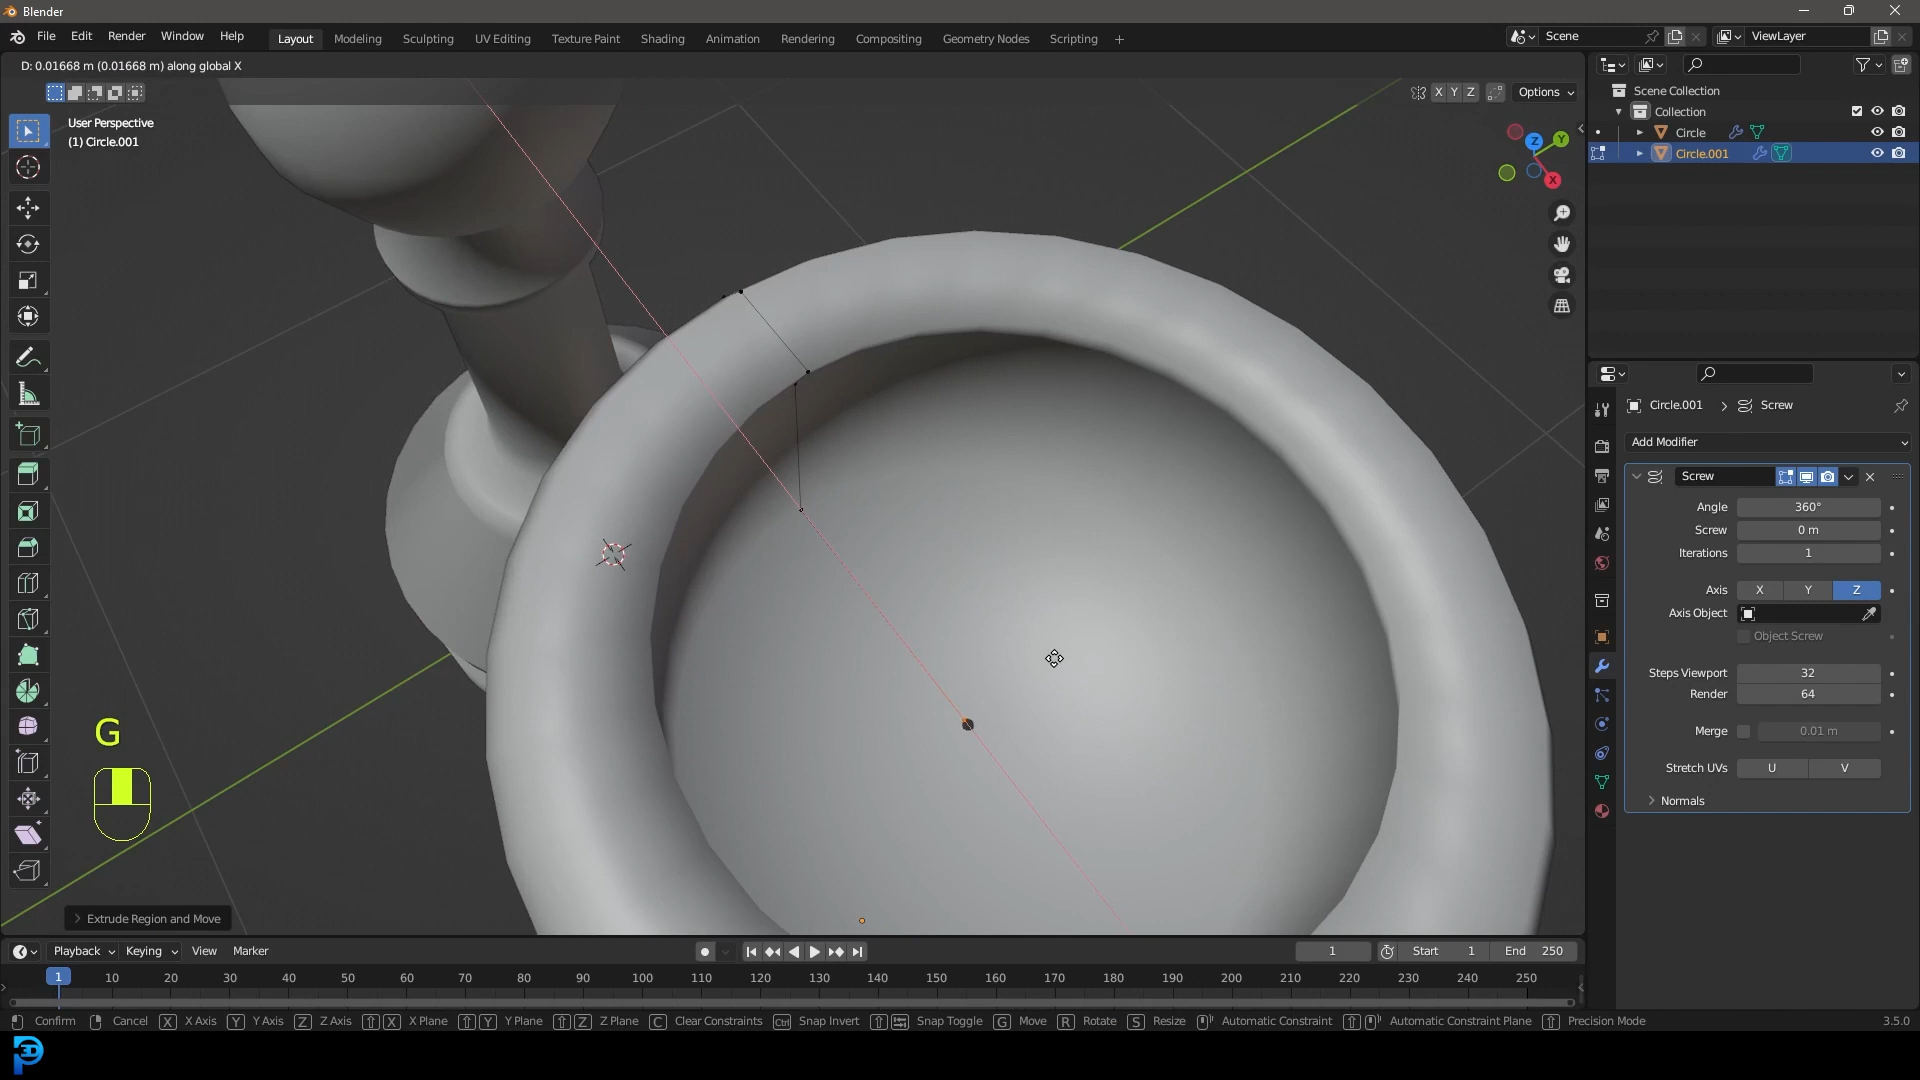 Blender
File Edit Render Window Help Layout Modeling Sculpting UV Editing Texture Paint Shading Animation Rendering Compositing Geometry Nodes Scripting + Scene ViewLayer
D: 0.01668 m (0.01668 m) along global X
X Y Z Options
User Perspective
(1) Circle.001
Z Y X
Scene Collection
Collection
Circle
Circle.001
Circle.001 > Screw
Add Modifier
Screw
Angle 360°
Screw 0 m
Iterations 1
Axis X Y Z
Axis Object
Object Screw
Steps Viewport 32
Render 64
Merge 0.01 m
Stretch UVs U V
Normals
G
Extrude Region and Move
Playback Keying View Marker 1 Start 1 End 250
1 10 20 30 40 50 60 70 80 90 100 110 120 130 140 150 160 170 180 190 200 210 220 230 240 250
Confirm Cancel X X Axis Y Y Axis Z Z Axis X X Plane Y Y Plane Z Z Plane C Clear Constraints Ctrl Snap Invert Snap Toggle G Move R Rotate S Resize Automatic Constraint Automatic Constraint Plane Precision Mode 3.5.0
3D